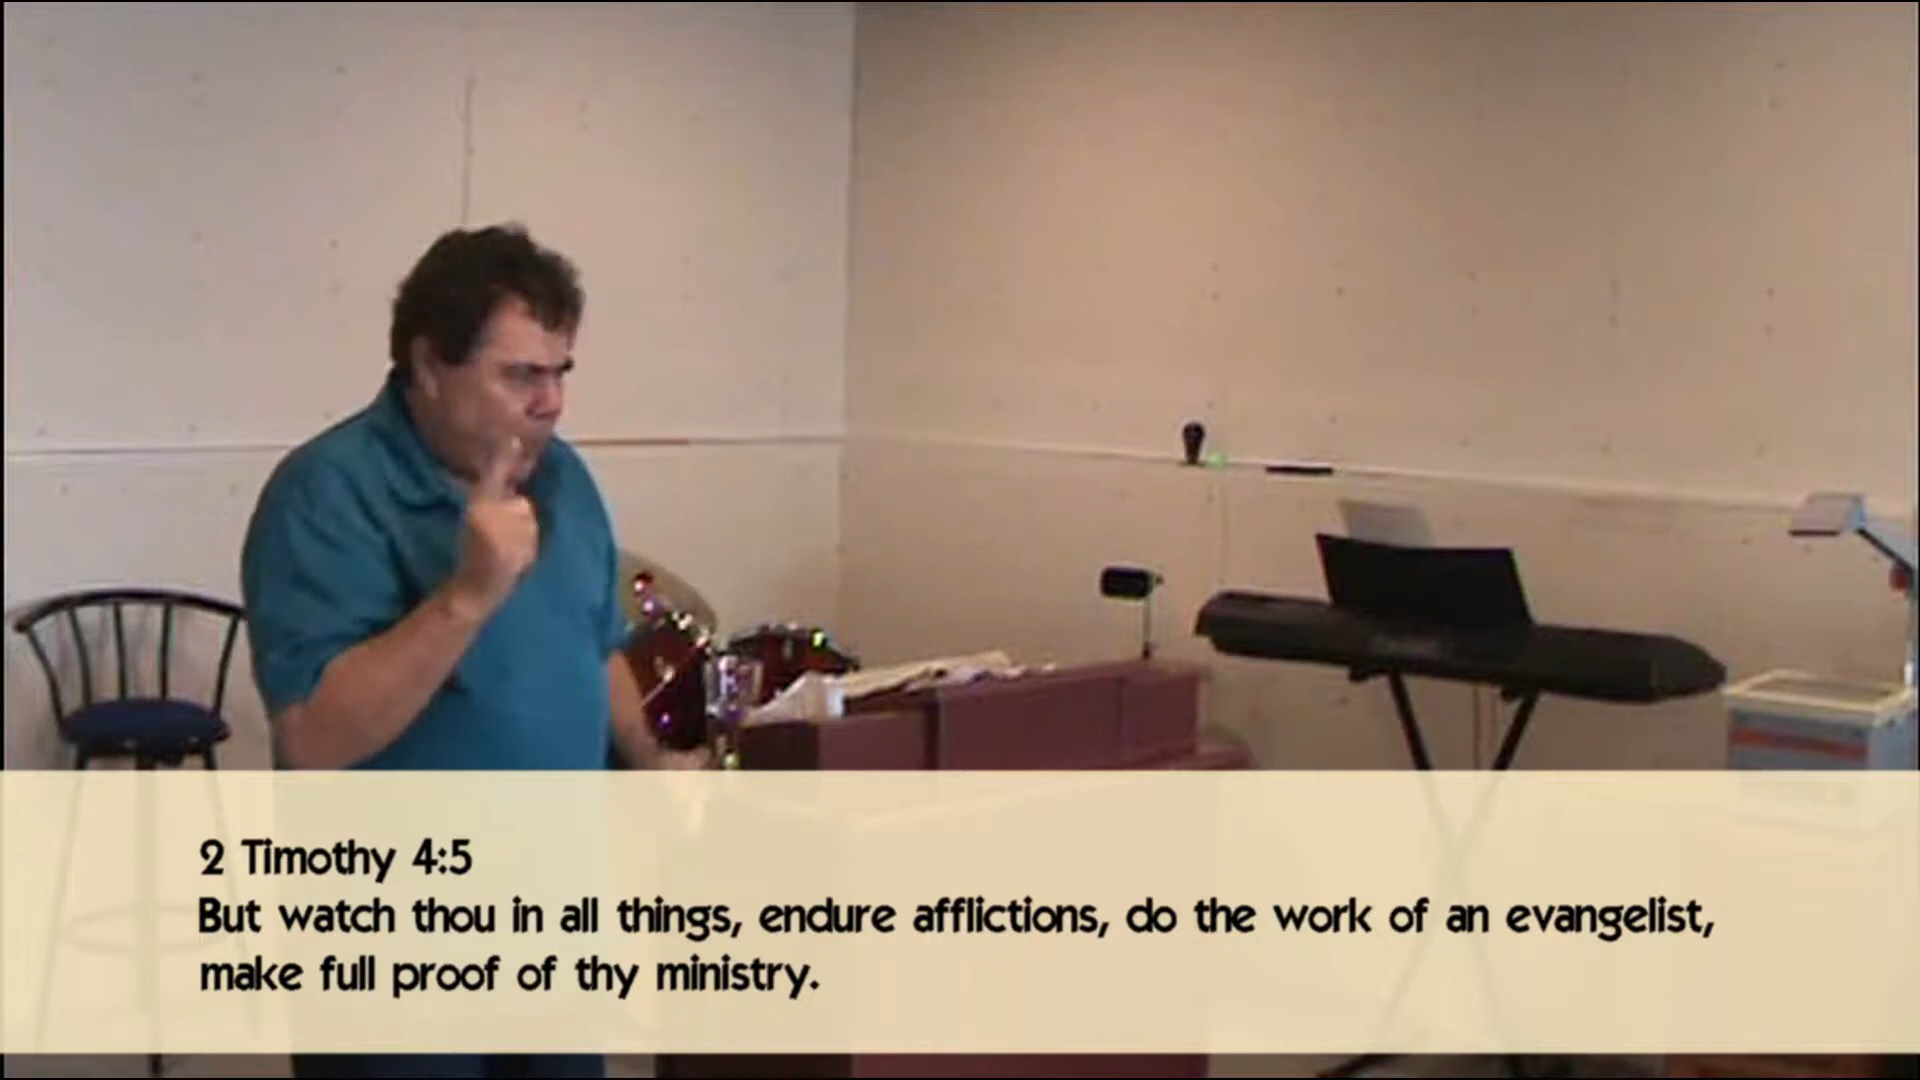 2 Timothy 4:5
But watch thou in all things, endure afflictions, do the work of an evangelist,
make full proof of thy ministry.